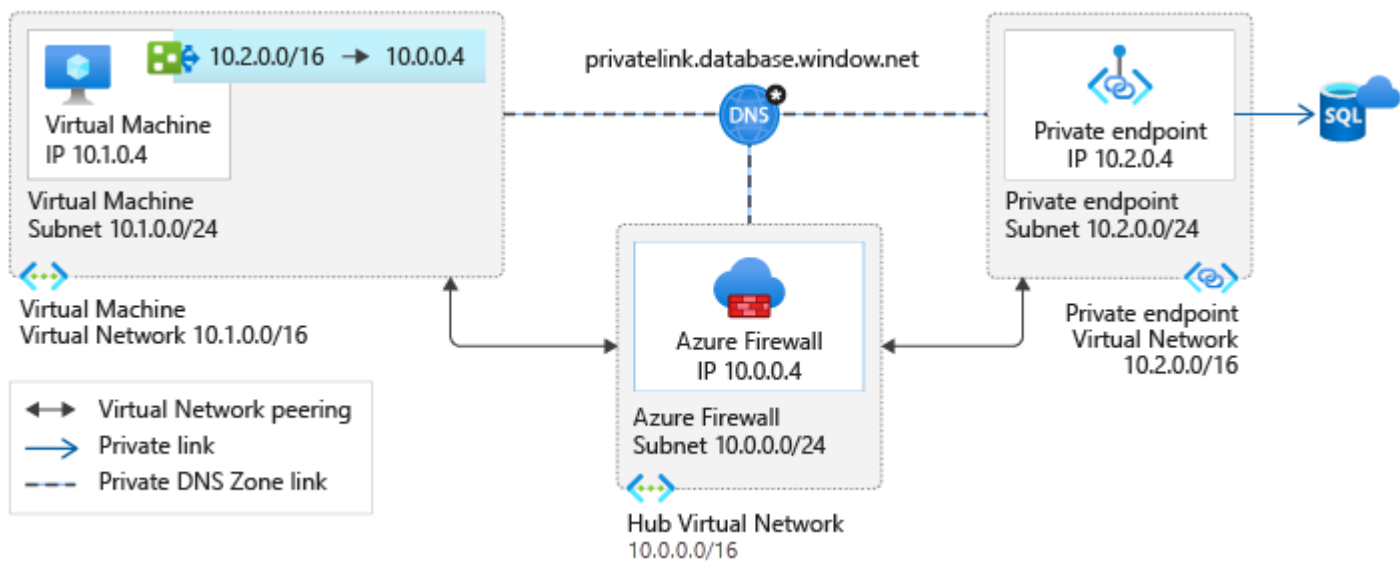 10.2.0.0/16 → 10.0.0.4
Virtual Machine
IP 10.1.0.4
Virtual Machine
Subnet 10.1.0.0/24
Virtual Machine
Virtual Network 10.1.0.0/16
privatelink.database.window.net
DNS
*
Private endpoint
IP 10.2.0.4
Private endpoint
Subnet 10.2.0.0/24
Private endpoint
Virtual Network
10.2.0.0/16
SQL
Azure Firewall
IP 10.0.0.4
Azure Firewall
Subnet 10.0.0.0/24
Hub Virtual Network
10.0.0.0/16
Virtual Network peering
Private link
Private DNS Zone link